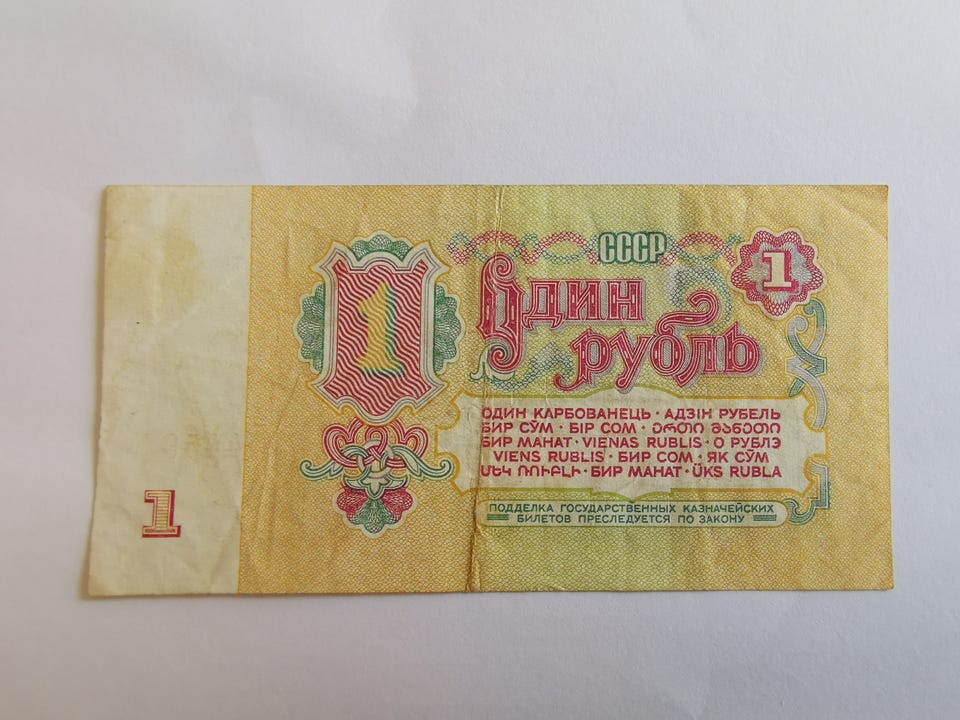 СССР
1
1
Один
рубль
ОДИН КАРБОВАНЕЦЬ · АДЗІН РУБЕЛЬ
БИР СЎМ · БІР СОМ · ᲔᲠᲗᲘ ᲛᲐᲜᲔᲗᲘ
БИР МАНАТ · VIENAS RUBLIS · О РУБЛЭ
VIENS RUBLIS · БИР СОМ · ЯК СӮМ
ՄԵԿ ՌՈՒԲԼԻ · БИР МАНАТ · ÜKS RUBLA
1
ПОДДЕЛКА ГОСУДАРСТВЕННЫХ КАЗНАЧЕЙСКИХ
БИЛЕТОВ ПРЕСЛЕДУЕТСЯ ПО ЗАКОНУ